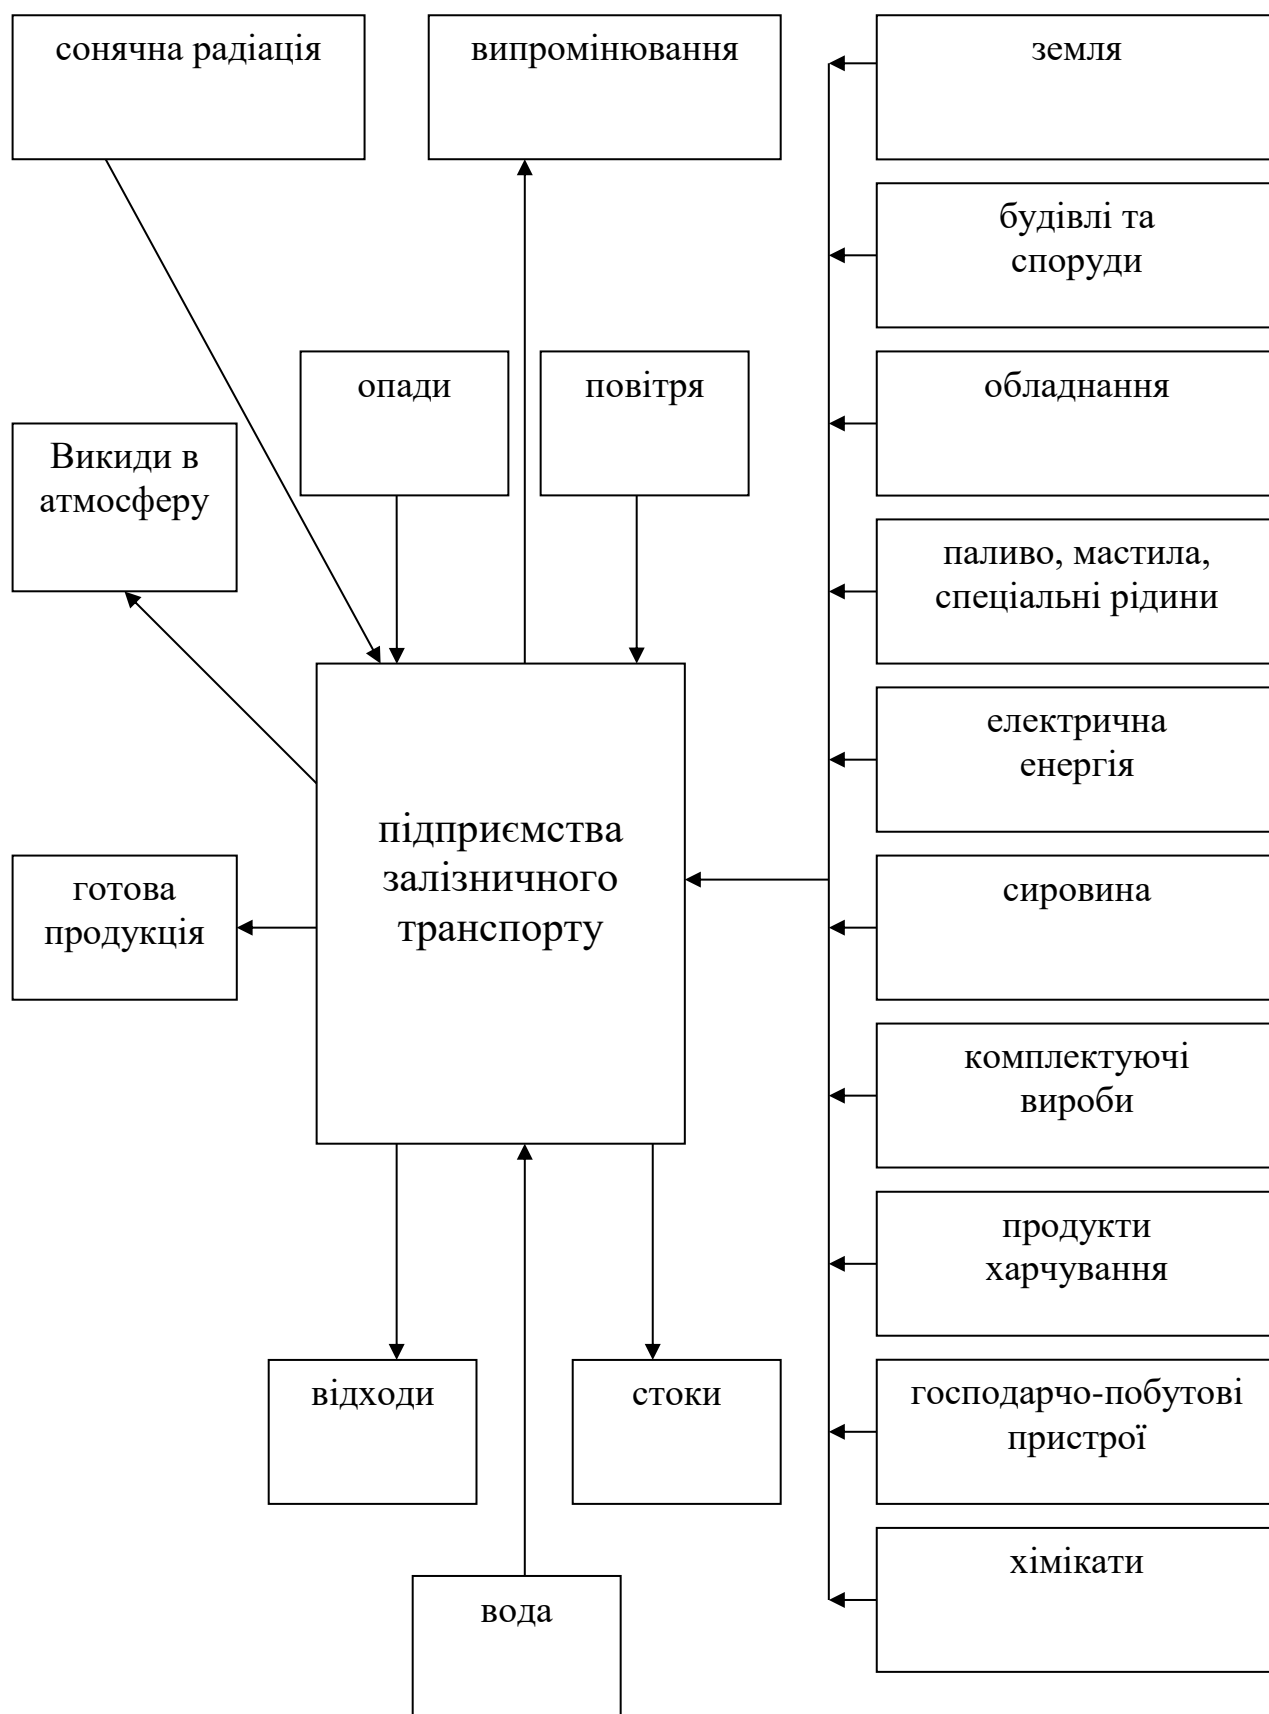 сонячна радіація
випромінювання
земля
будівлі та
споруди
опади
повітря
обладнання
Викиди в
атмосферу
паливо, мастила,
спеціальні рідини
електрична
енергія
підприємства
залізничного
транспорту
готова
продукція
сировина
комплектуючі
вироби
продукти
харчування
відходи
стоки
господарчо-побутові
пристрої
хімікати
вода